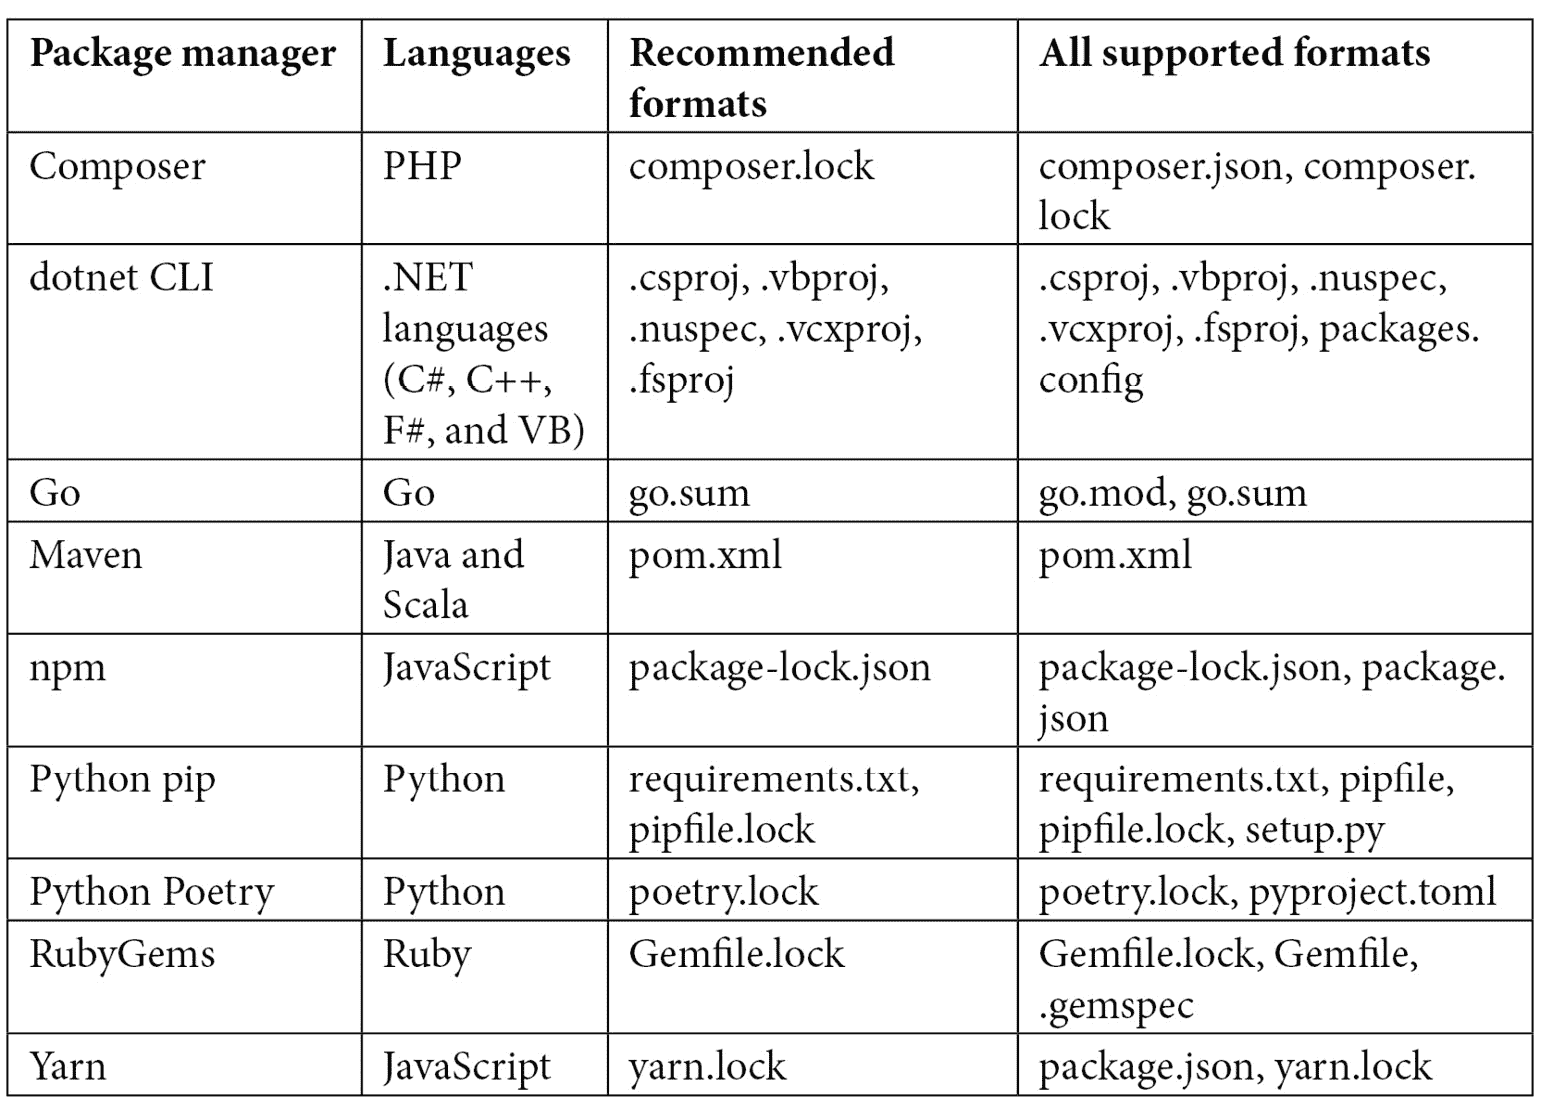 Package manager
Languages
Recommended
formats
All supported formats
Composer
PHP
composer.lock
composer.json, composer.
lock
dotnet CLI
.NET
languages
(C#, C++,
F#, and VB)
.csproj, .vbproj,
.nuspec, .vcxproj,
.fsproj
.csproj, .vbproj, .nuspec,
.vcxproj, .fsproj, packages.
config
Go
Go
go.sum
go.mod, go.sum
Maven
Java and
Scala
pom.xml
pom.xml
npm
JavaScript
package-lock.json
package-lock.json, package.
json
Python pip
Python
requirements.txt,
pipfile.lock
requirements.txt, pipfile,
pipfile.lock, setup.py
Python Poetry
Python
poetry.lock
poetry.lock, pyproject.toml
RubyGems
Ruby
Gemfile.lock
Gemfile.lock, Gemfile,
.gemspec
Yarn
JavaScript
yarn.lock
package.json, yarn.lock